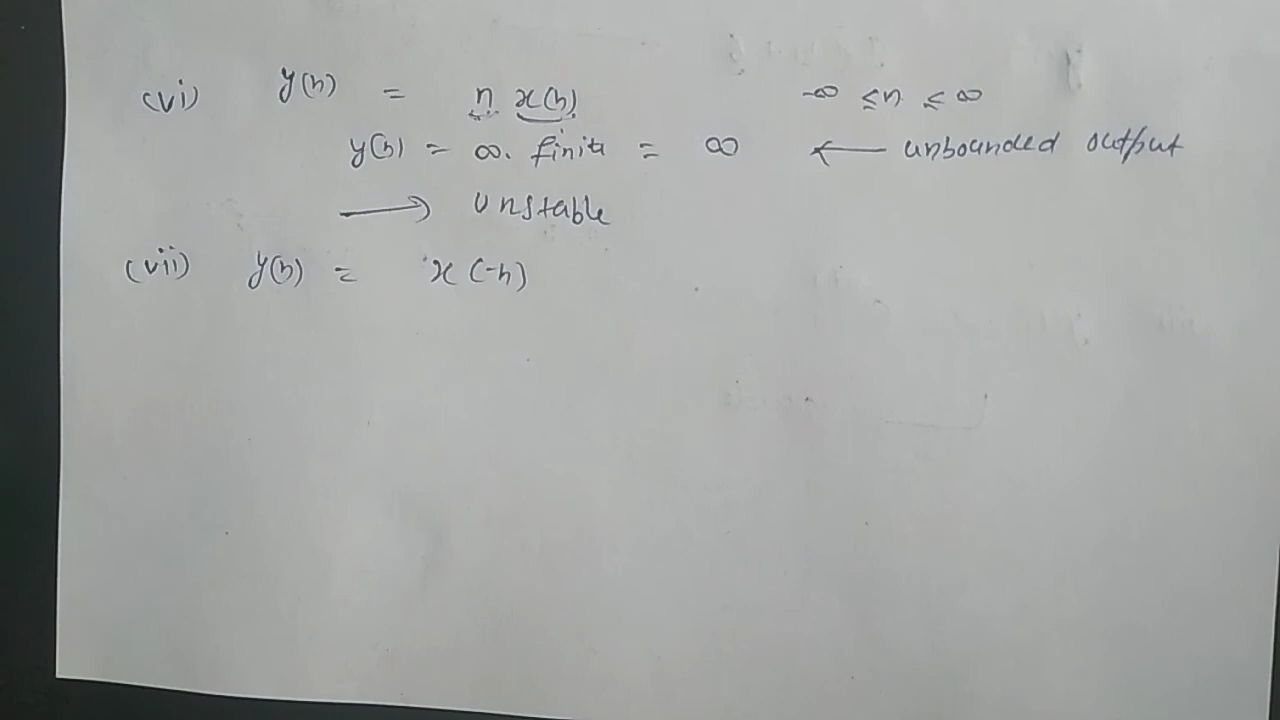 (vi) y(n) = n x(n) -∞ ≤ n ≤ ∞
y(n) = ∞. finite = ∞ ← unbounded output
→ Unstable
(vii) y(n) = x(-n)